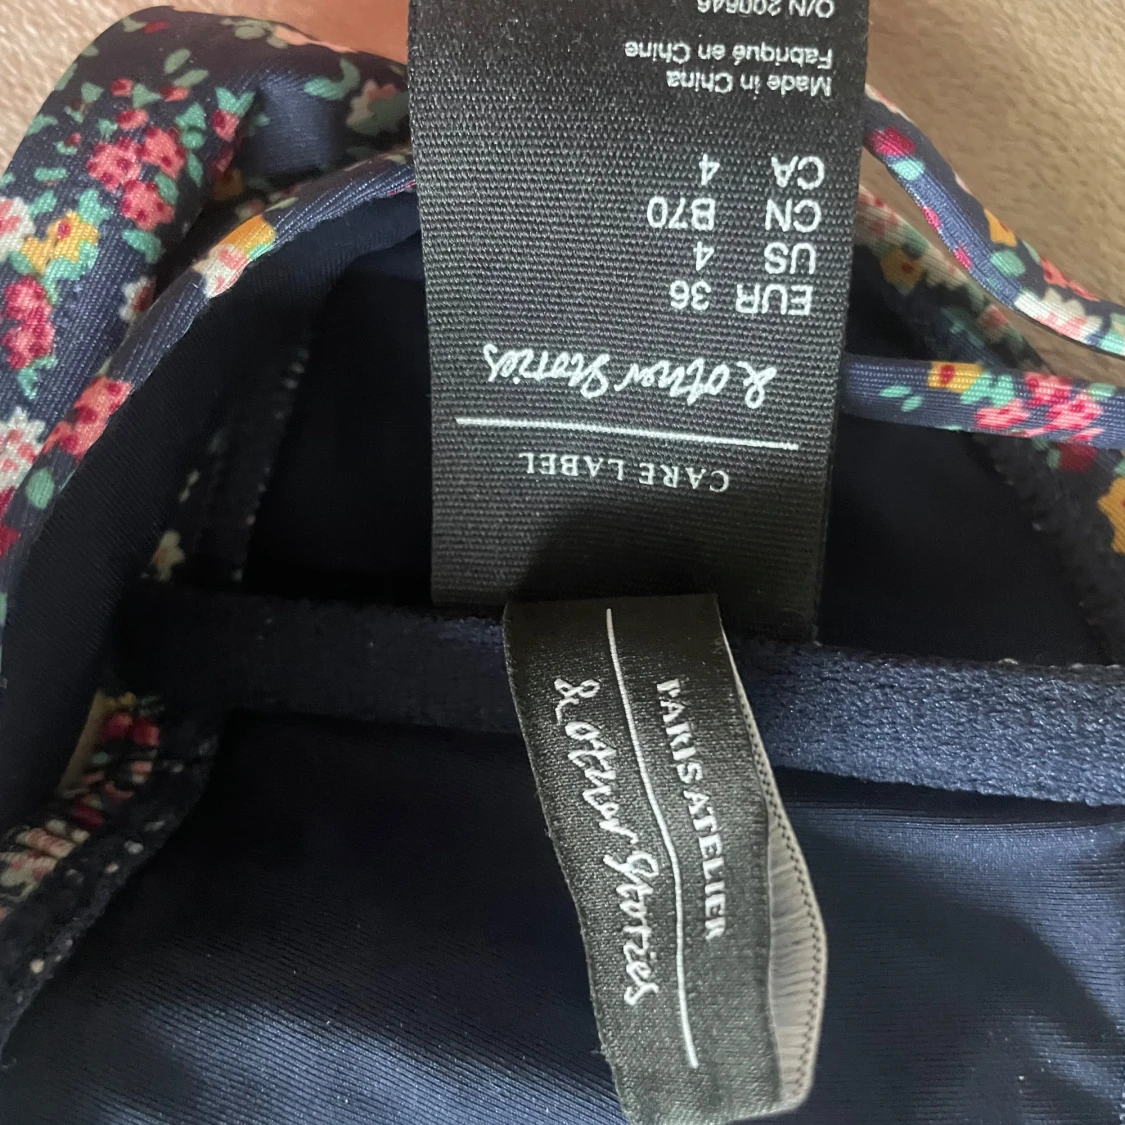 CARE LABEL
& other Stories
EUR 36
US 4
CN B70
CA 4
Made in China
Fabriqué en Chine
O/N 200646
PARIS ATELIER
& other Stories